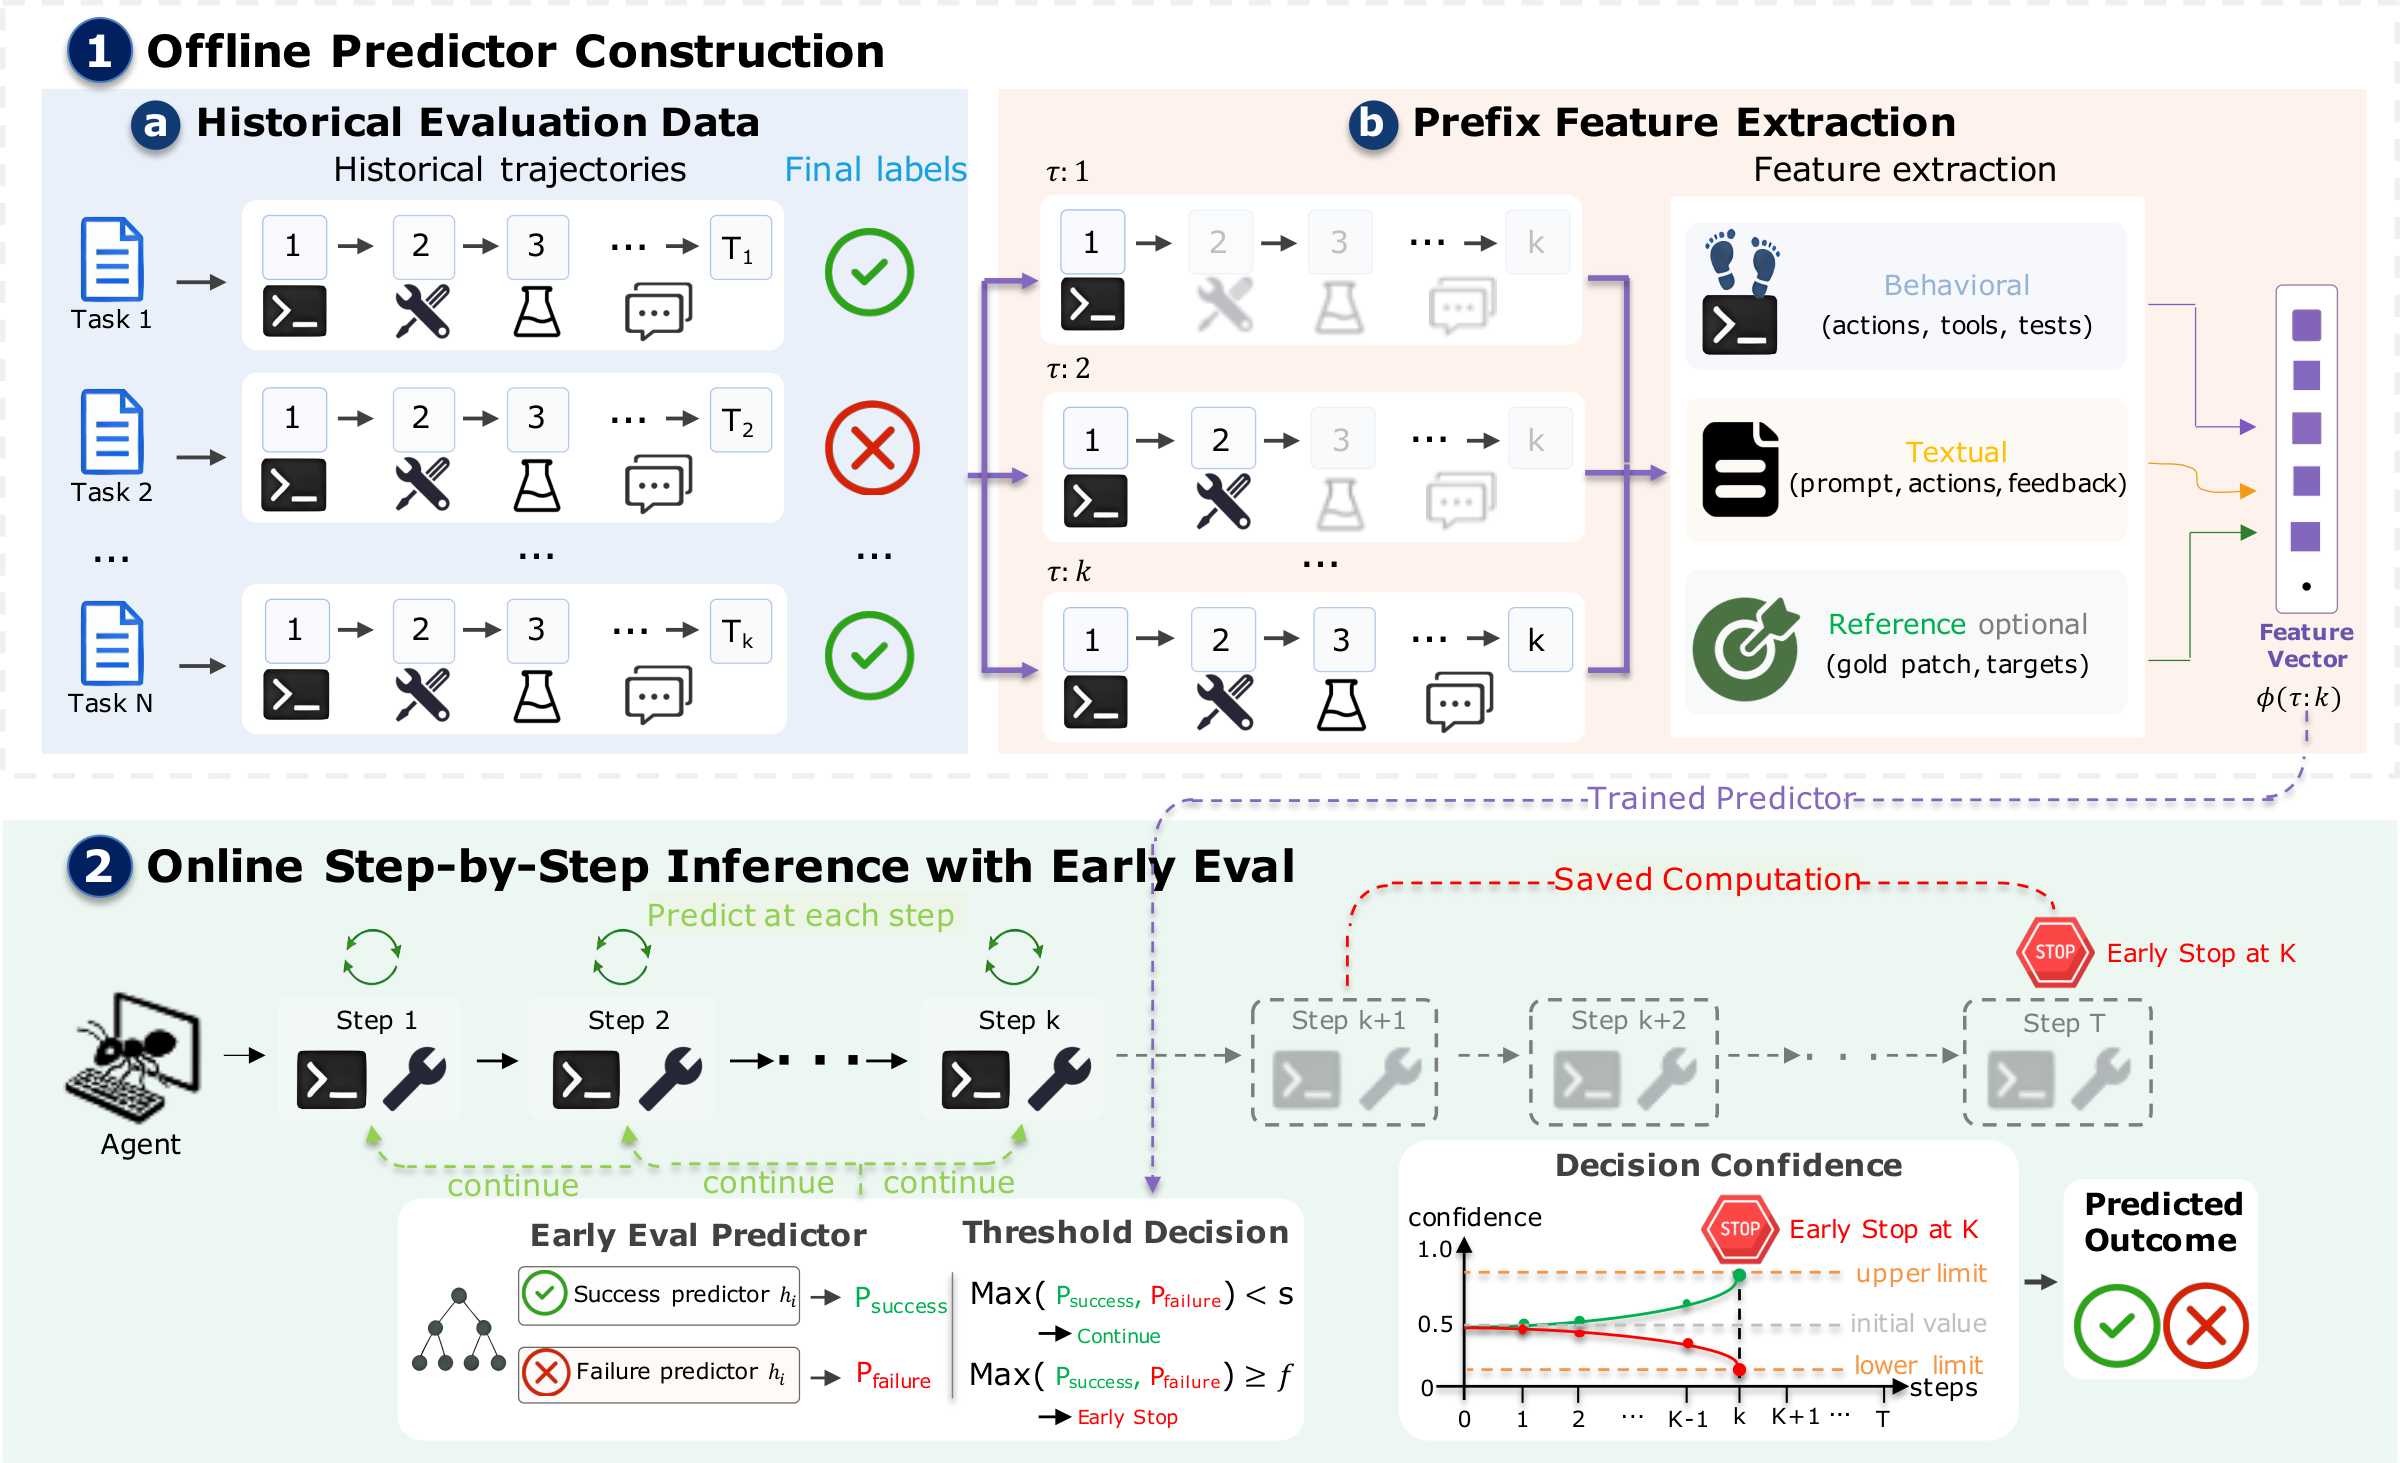 1 Offline Predictor Construction
a Historical Evaluation Data
Historical trajectories
Final labels
Task 1
1 2 3 ... T1
Task 2
1 2 3 ... T2
... ... ...
Task N
1 2 3 ... Tk
b Prefix Feature Extraction
τ: 1
1 2 3 ... k
τ: 2
1 2 3 ... k
...
τ: k
1 2 3 ... k
Feature extraction
Behavioral
(actions, tools, tests)
Textual
(prompt, actions, feedback)
Reference optional
(gold patch, targets)
Feature
Vector
ϕ(τ: k)
Trained Predictor
2 Online Step-by-Step Inference with Early Eval
Predict at each step
Saved Computation
STOP
Early Stop at K
Agent
Step 1
Step 2
...
Step k
Step k+1
Step k+2
...
Step T
continue
continue
continue
Early Eval Predictor
Success predictor hi
Psuccess
Failure predictor hi
Pfailure
Threshold Decision
Max( Psuccess, Pfailure) < s
Continue
Max( Psuccess, Pfailure) ≥ f
Early Stop
Decision Confidence
confidence
STOP
Early Stop at K
1.0
upper limit
0.5
initial value
lower limit
0
steps
0 1 2 ... K-1 k K+1 ... T
Predicted
Outcome